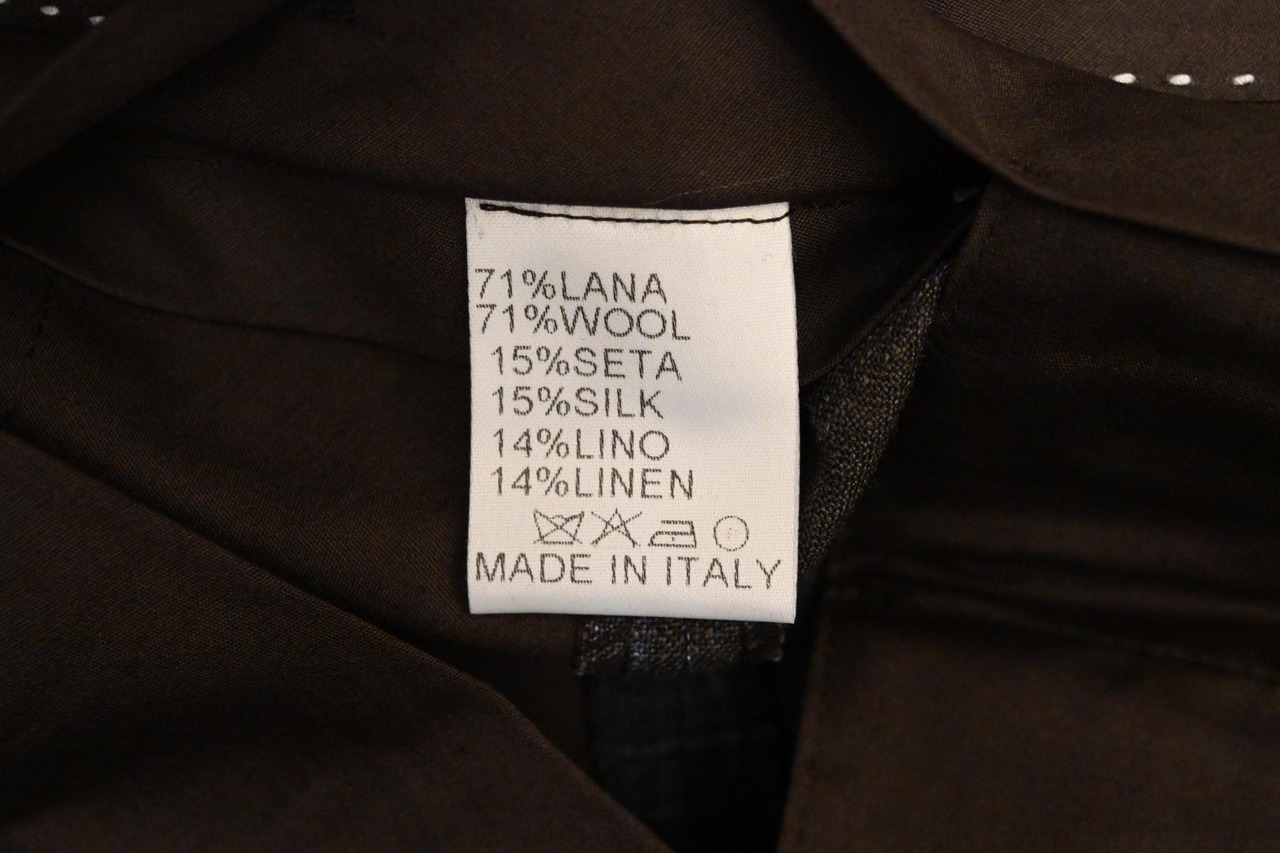 71%LANA
71%WOOL
15%SETA
15%SILK
14%LINO
14%LINEN
MADE IN ITALY